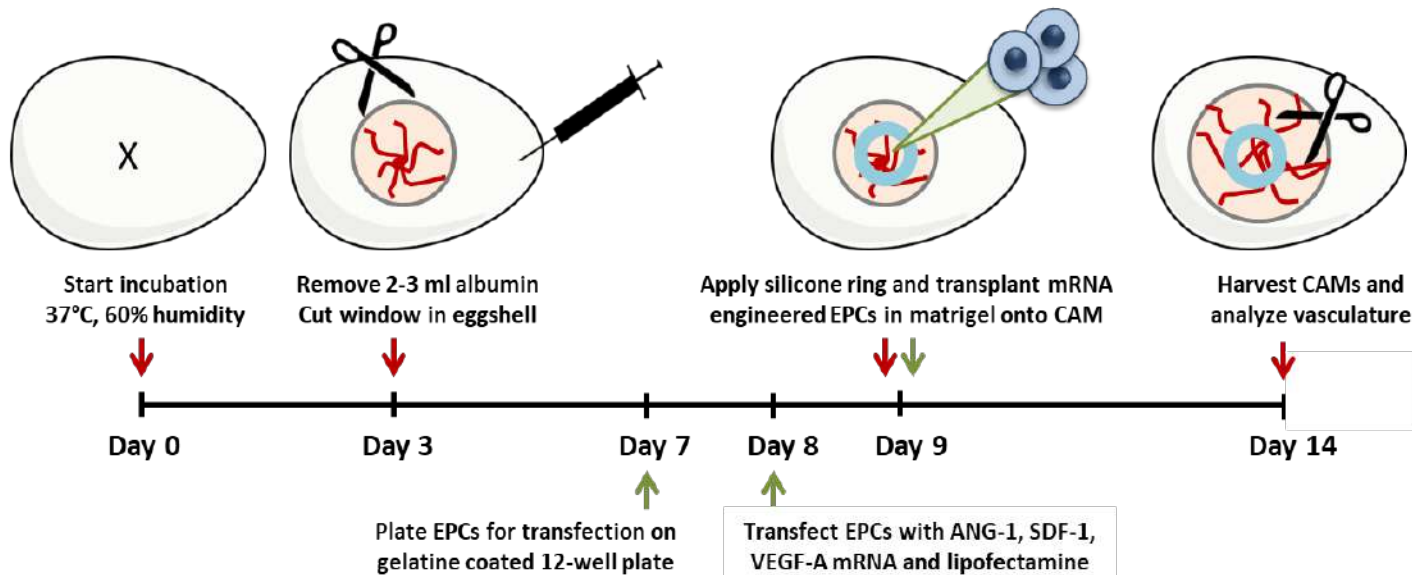 X
Start incubation
37°C, 60% humidity
Remove 2-3 ml albumin
Cut window in eggshell
Apply silicone ring and transplant mRNA
engineered EPCs in matrigel onto CAM
Harvest CAMs and
analyze vasculature
Day 0
Day 3
Day 7
Day 8
Day 9
Day 14
Plate EPCs for transfection on
gelatine coated 12-well plate
Transfect EPCs with ANG-1, SDF-1,
VEGF-A mRNA and lipofectamine